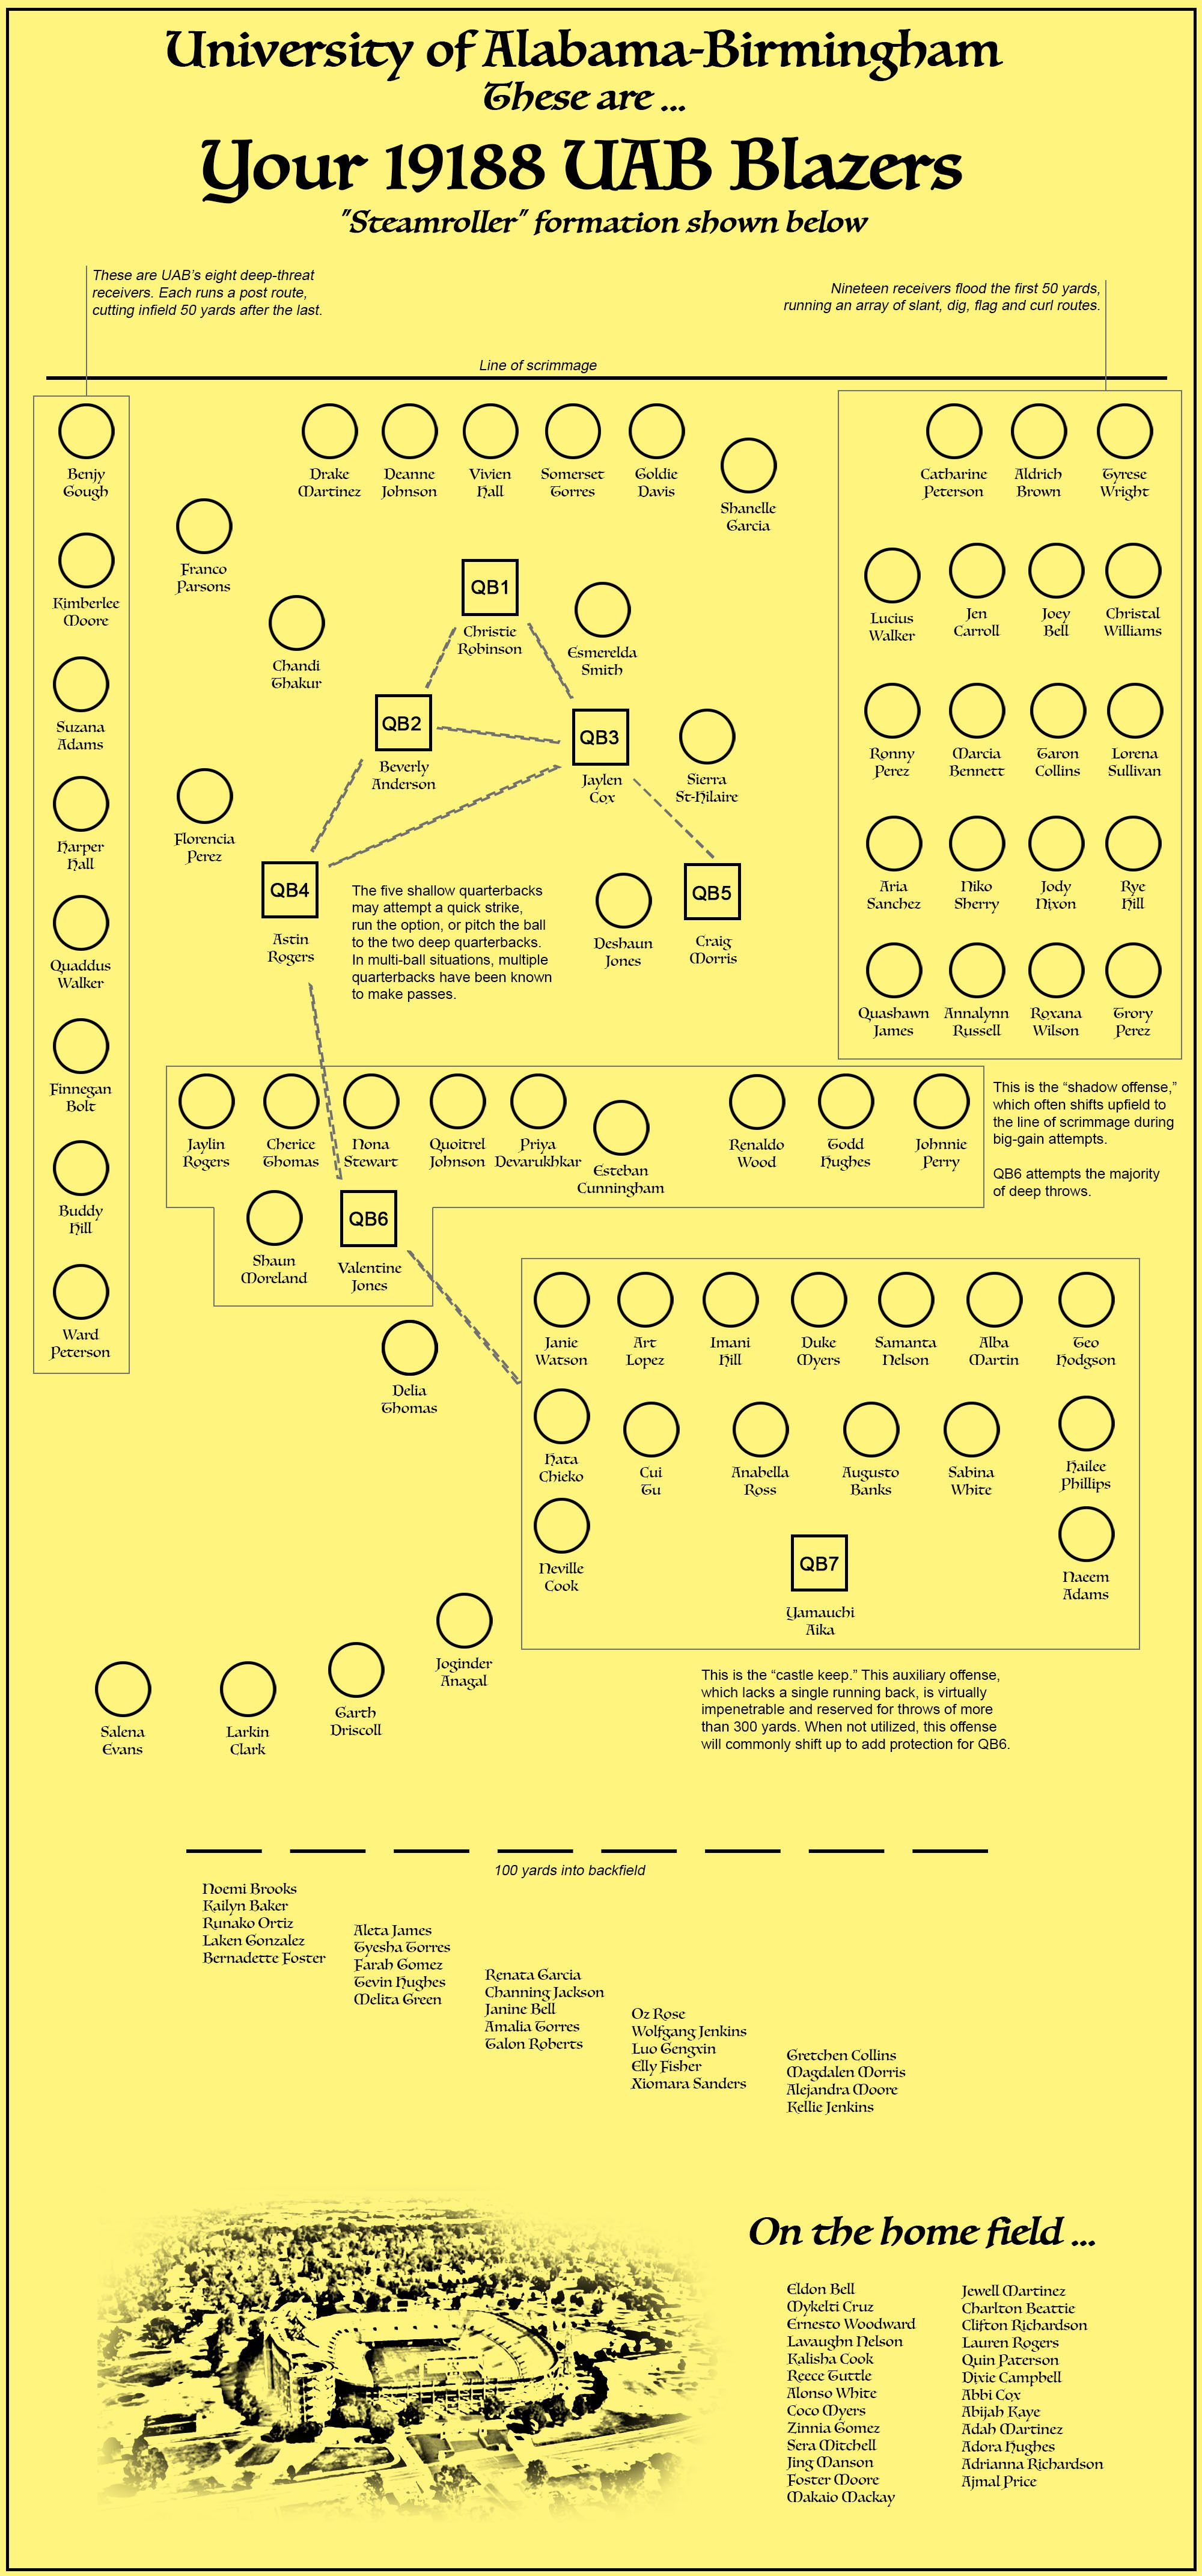 University of Alabama-Birmingham
These are ...
Your 19188 UAB Blazers
"Steamroller" formation shown below
These are UAB's eight deep-threat
receivers. Each runs a post route,
cutting infield 50 yards after the last.
Nineteen receivers flood the first 50 yards,
running an array of slant, dig, flag and curl routes.
Line of scrimmage
Benjy
Gough
Kimberlee
Moore
Suzana
Adams
Harper
Hall
Quaddus
Walker
Finnegan
Bolt
Buddy
Hill
Ward
Peterson
Drake
Martinez
Deanne
Johnson
Vivien
Hall
Somerset
Torres
Goldie
Davis
Shanelle
Garcia
Franco
Parsons
Chandi
Thakur
QB1
Christie
Robinson
Esmerelda
Smith
QB2
Beverly
Anderson
QB3
Jaylen
Cox
Sierra
St-Hilaire
Florencia
Perez
QB4
Astin
Rogers
The five shallow quarterbacks
may attempt a quick strike,
run the option, or pitch the ball
to the two deep quarterbacks.
In multi-ball situations, multiple
quarterbacks have been known
to make passes.
Deshaun
Jones
QB5
Craig
Morris
Catharine
Peterson
Aldrich
Brown
Tyrese
Wright
Lucius
Walker
Jen
Carroll
Joey
Bell
Christal
Williams
Ronny
Perez
Marcia
Bennett
Taron
Collins
Lorena
Sullivan
Aria
Sanchez
Niko
Sherry
Jody
Nixon
Rye
Hill
Quashawn
James
Annalynn
Russell
Roxana
Wilson
Trory
Perez
Jaylin
Rogers
Cherice
Thomas
Nona
Stewart
Quoitrel
Johnson
Priya
Devarukhkar
Esteban
Cunningham
Renaldo
Wood
Todd
Hughes
Johnnie
Perry
This is the “shadow offense,”
which often shifts upfield to
the line of scrimmage during
big-gain attempts.
QB6 attempts the majority
of deep throws.
Shaun
Moreland
QB6
Valentine
Jones
Delia
Thomas
Janie
Watson
Art
Lopez
Imani
Hill
Duke
Myers
Samanta
Nelson
Alba
Martin
Teo
Hodgson
Hata
Chieko
Cui
Tu
Anabella
Ross
Augusto
Banks
Sabina
White
Hailee
Phillips
Neville
Cook
QB7
Yamauchi
Aika
Naeem
Adams
Joginder
Anagal
Garth
Driscoll
Larkin
Clark
Salena
Evans
This is the “castle keep.” This auxiliary offense,
which lacks a single running back, is virtually
impenetrable and reserved for throws of more
than 300 yards. When not utilized, this offense
will commonly shift up to add protection for QB6.
100 yards into backfield
Noemi Brooks
Kailyn Baker
Runako Ortiz
Laken Gonzalez
Bernadette Foster
Aleta James
Tyesha Torres
Farah Gomez
Tevin Hughes
Melita Green
Renata Garcia
Channing Jackson
Janine Bell
Amalia Torres
Talon Roberts
Oz Rose
Wolfgang Jenkins
Luo Gengxin
Elly Fisher
Xiomara Sanders
Gretchen Collins
Magdalen Morris
Alejandra Moore
Kellie Jenkins
On the home field ...
Eldon Bell
Mykelti Cruz
Ernesto Woodward
Lavaughn Nelson
Kalisha Cook
Reece Tuttle
Alonso White
Coco Myers
Zinnia Gomez
Sera Mitchell
Jing Manson
Foster Moore
Makaio Mackay
Jewell Martinez
Charlton Beattie
Clifton Richardson
Lauren Rogers
Quin Paterson
Dixie Campbell
Abbi Cox
Abijah Kaye
Adah Martinez
Adora Hughes
Adrianna Richardson
Ajmal Price